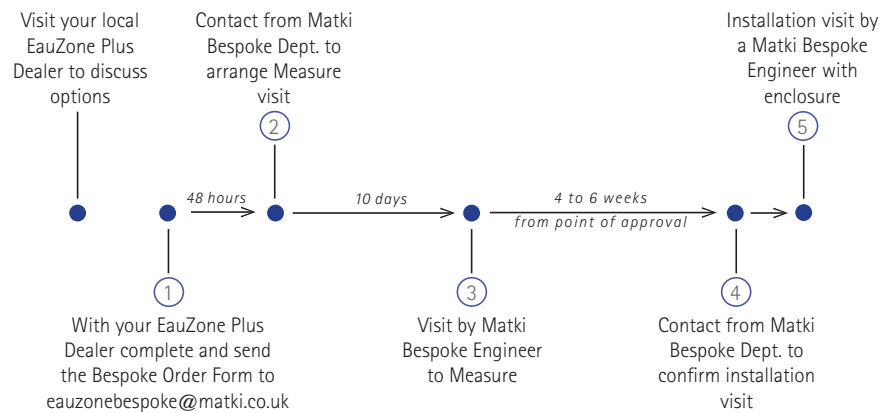 Visit your local
EauZone Plus
Dealer to discuss
options
Contact from Matki
Bespoke Dept. to
arrange Measure
visit
2
Installation visit by
a Matki Bespoke
Engineer with
enclosure
5
48 hours
10 days
4 to 6 weeks
from point of approval
1
With your EauZone Plus
Dealer complete and send
the Bespoke Order Form to
eauzonebespoke@matki.co.uk
3
Visit by Matki
Bespoke Engineer
to Measure
4
Contact from Matki
Bespoke Dept. to
confirm installation
visit